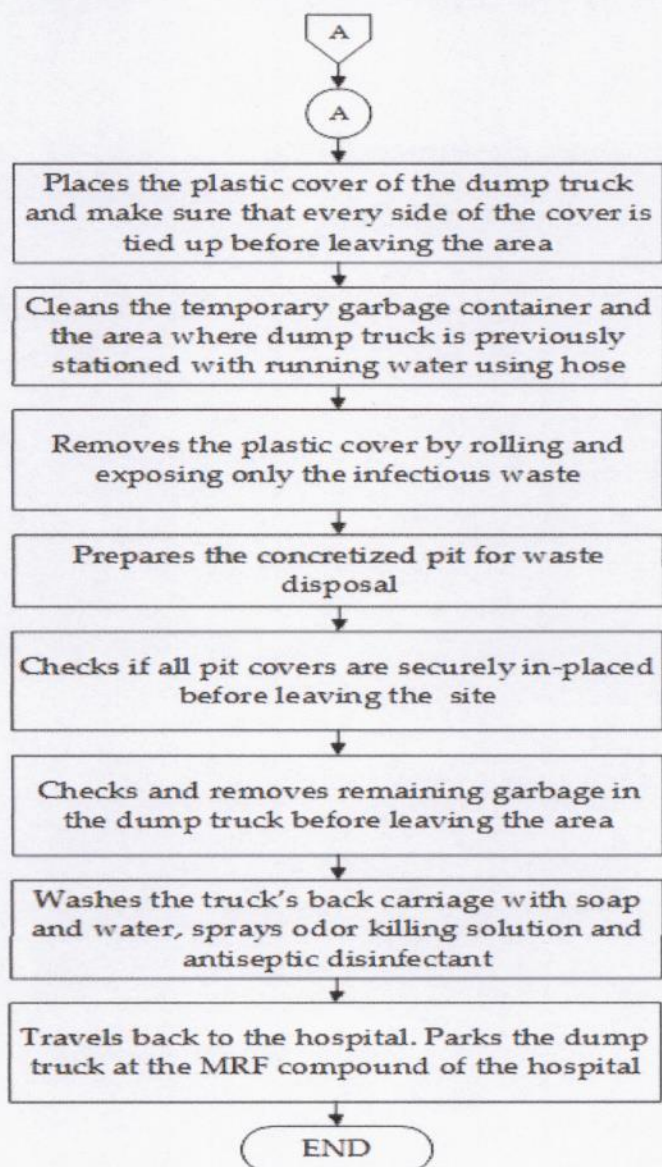 A
A
Places the plastic cover of the dump truck
and make sure that every side of the cover is
tied up before leaving the area
Cleans the temporary garbage container and
the area where dump truck is previously
stationed with running water using hose
Removes the plastic cover by rolling and
exposing only the infectious waste
Prepares the concretized pit for waste
disposal
Checks if all pit covers are securely in-placed
before leaving the site
Checks and removes remaining garbage in
the dump truck before leaving the area
Washes the truck's back carriage with soap
and water, sprays odor killing solution and
antiseptic disinfectant
Travels back to the hospital. Parks the dump
truck at the MRF compound of the hospital
END